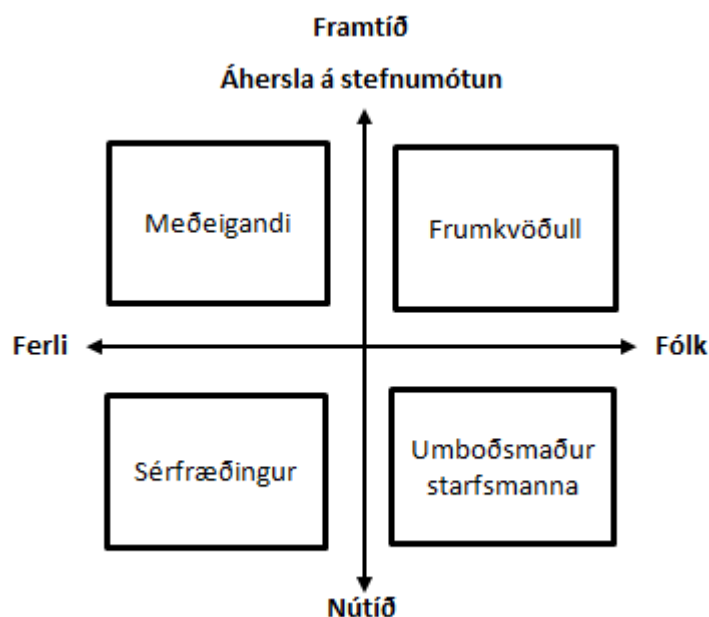 Framtíð
Áhersla á stefnumótun
Meðeigandi
Frumkvöðull
Ferli
Fólk
Sérfræðingur
Umboðsmaður
starfsmanna
Nútíð